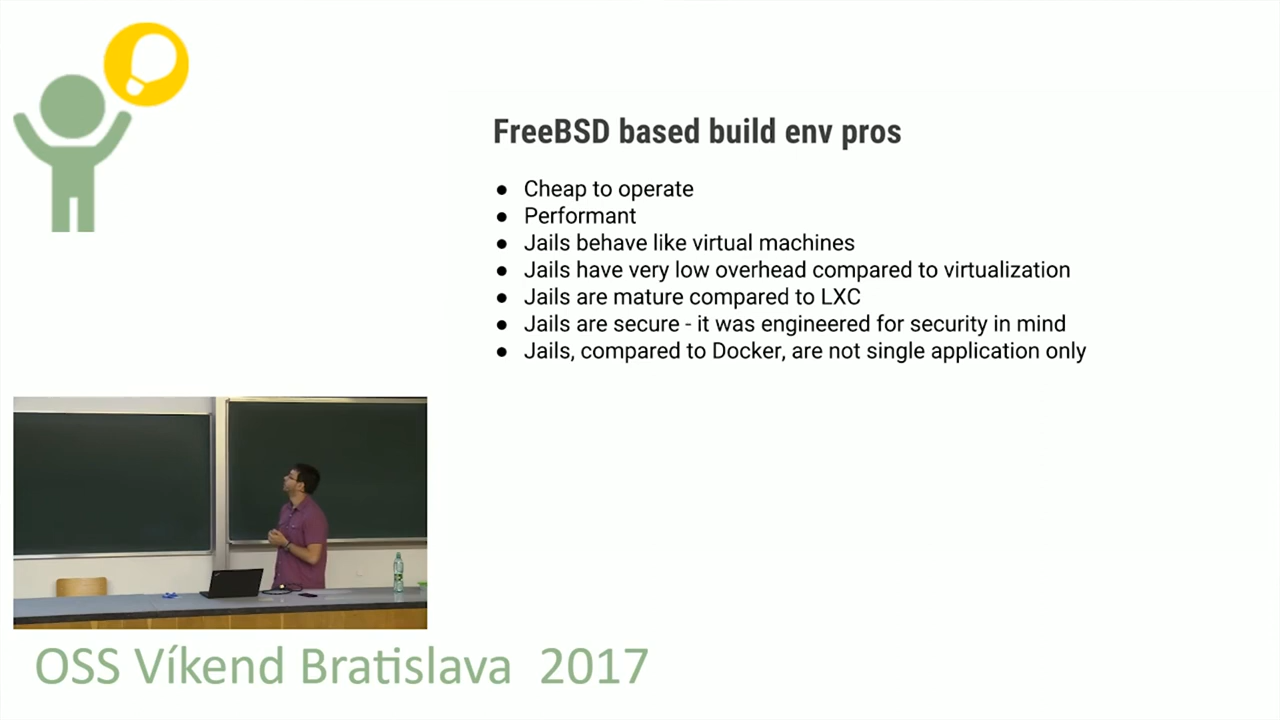 FreeBSD based build env pros
● Cheap to operate
● Performant
● Jails behave like virtual machines
● Jails have very low overhead compared to virtualization
● Jails are mature compared to LXC
● Jails are secure - it was engineered for security in mind
● Jails, compared to Docker, are not single application only
OSS Víkend Bratislava 2017